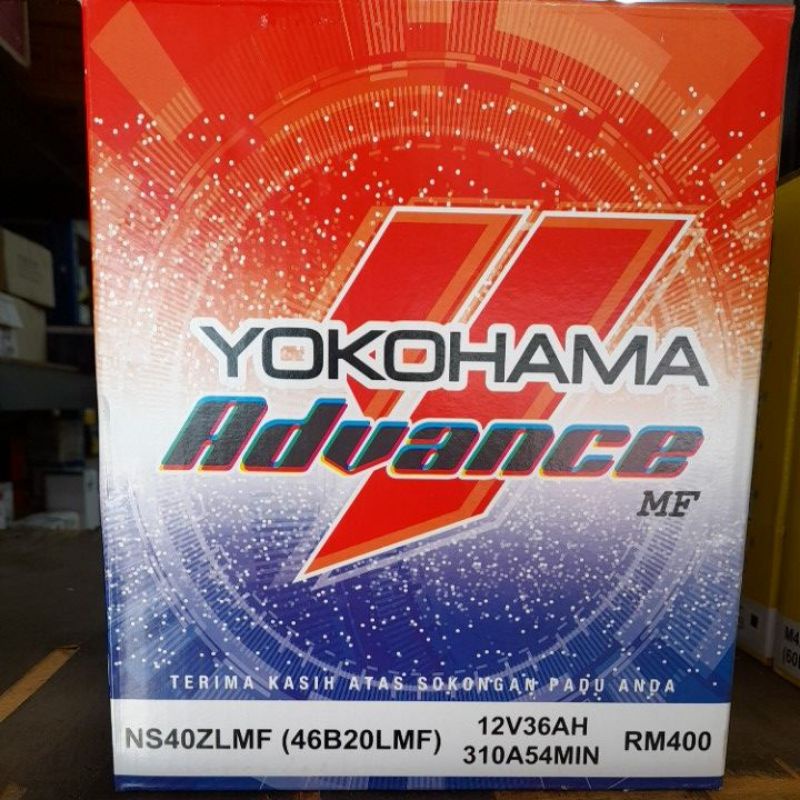 YOKOHAMA
Advance
MF
TERIMA KASIH ATAS SOKONGAN PADU ANDA
NS40ZLMF (46B20LMF)
12V36AH
310A54MIN
RM400